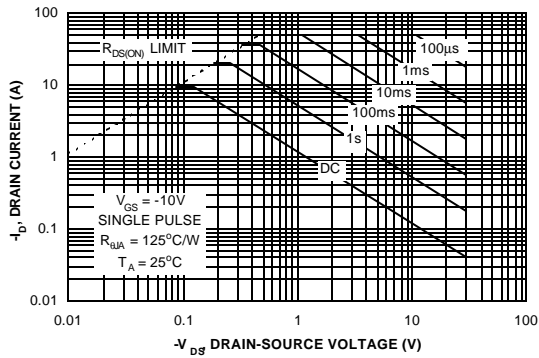 100
10
1
0.1
0.01
-I_D, DRAIN CURRENT (A)
R_DS(ON) LIMIT
100μs
1ms
10ms
100ms
1s
DC
V_GS = -10V
SINGLE PULSE
R_θJA = 125°C/W
T_A = 25°C
0.01
0.1
1
10
100
-V_DS, DRAIN-SOURCE VOLTAGE (V)